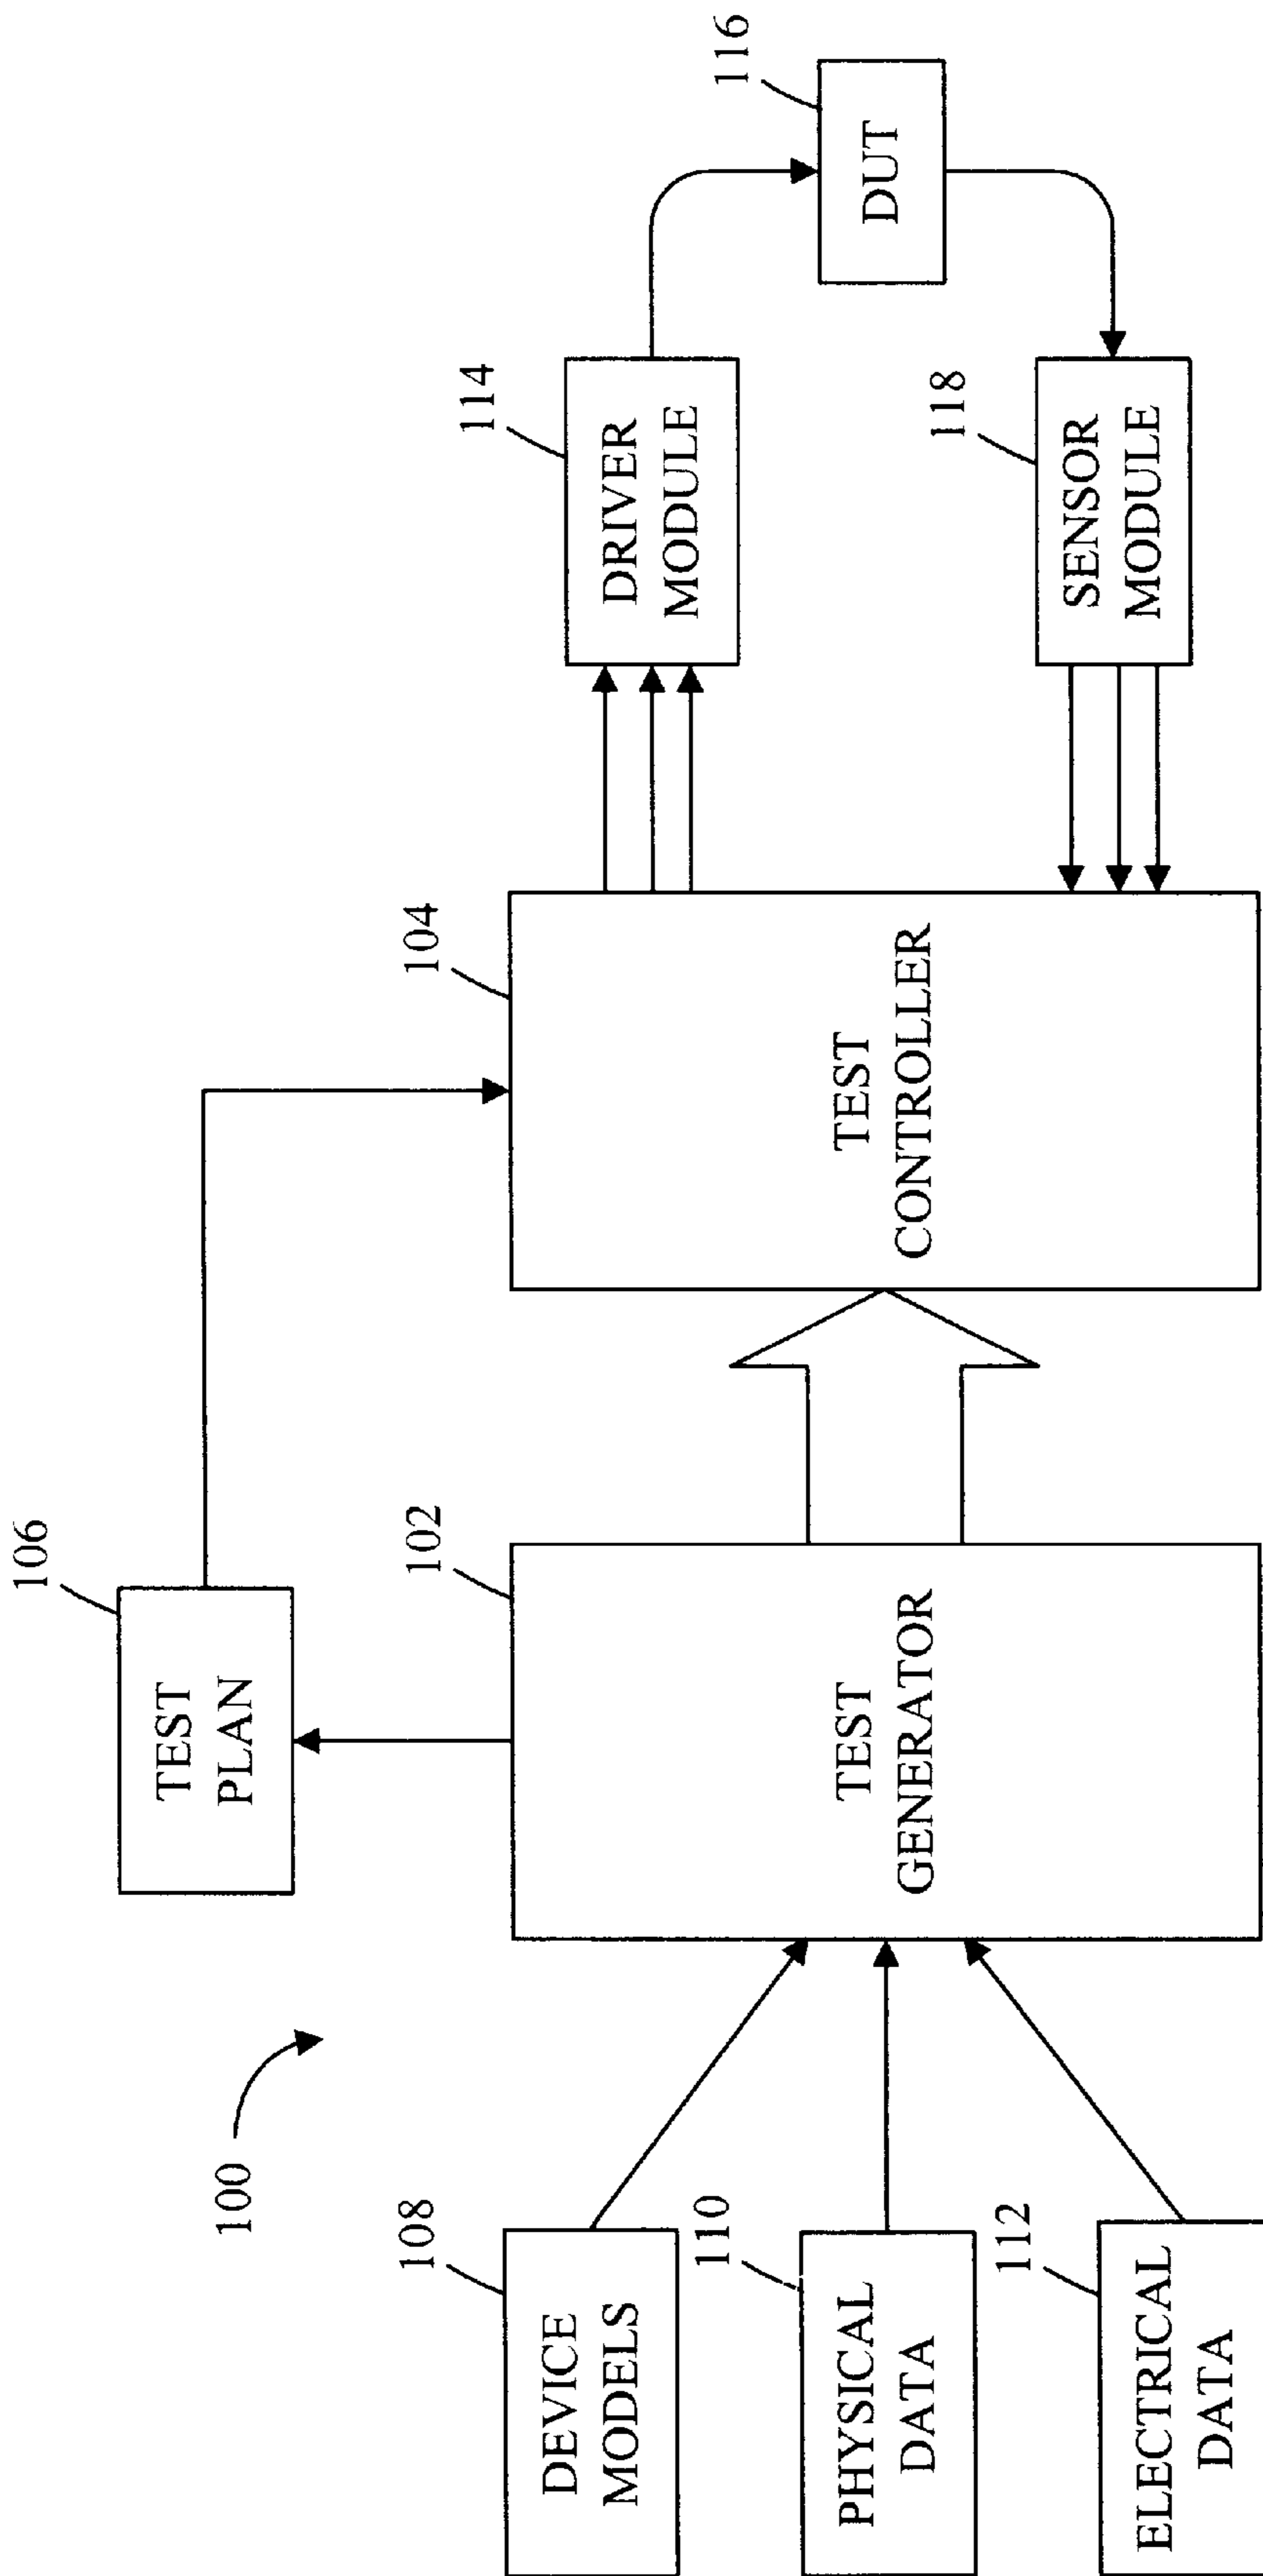 100
108
DEVICE
MODELS
110
PHYSICAL
DATA
112
ELECTRICAL
DATA
106
TEST
PLAN
102
TEST
GENERATOR
104
TEST
CONTROLLER
114
DRIVER
MODULE
116
DUT
118
SENSOR
MODULE